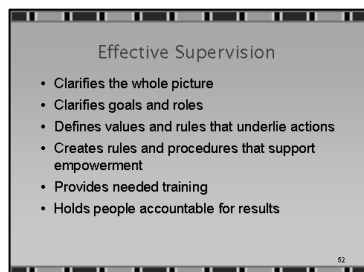 Effective Supervision
• Clarifies the whole picture
• Clarifies goals and roles
• Defines values and rules that underlie actions
• Creates rules and procedures that support
empowerment
• Provides needed training
• Holds people accountable for results
52